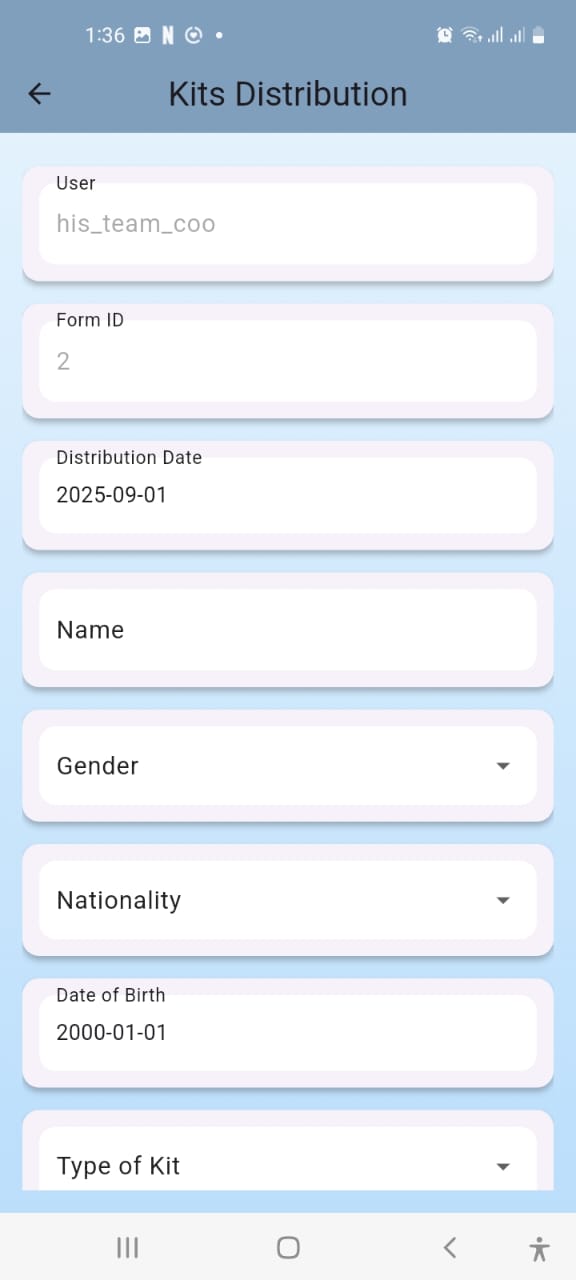 1:36
Kits Distribution
User
his_team_coo
Form ID
2
Distribution Date
2025-09-01
Name
Gender
Nationality
Date of Birth
2000-01-01
Type of Kit